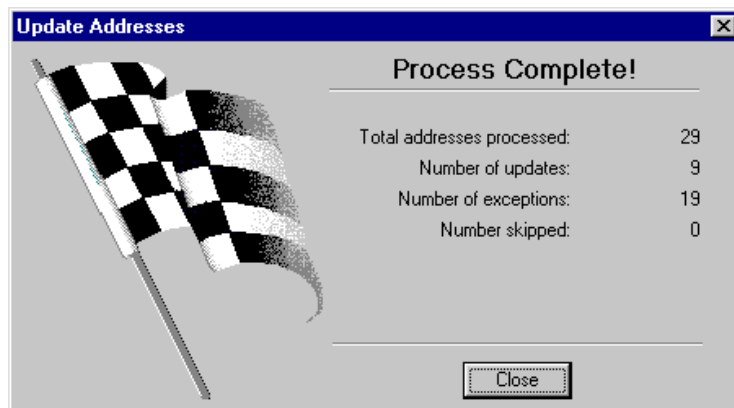 Update Addresses
Process Complete!
Total addresses processed: 29
Number of updates: 9
Number of exceptions: 19
Number skipped: 0
Close